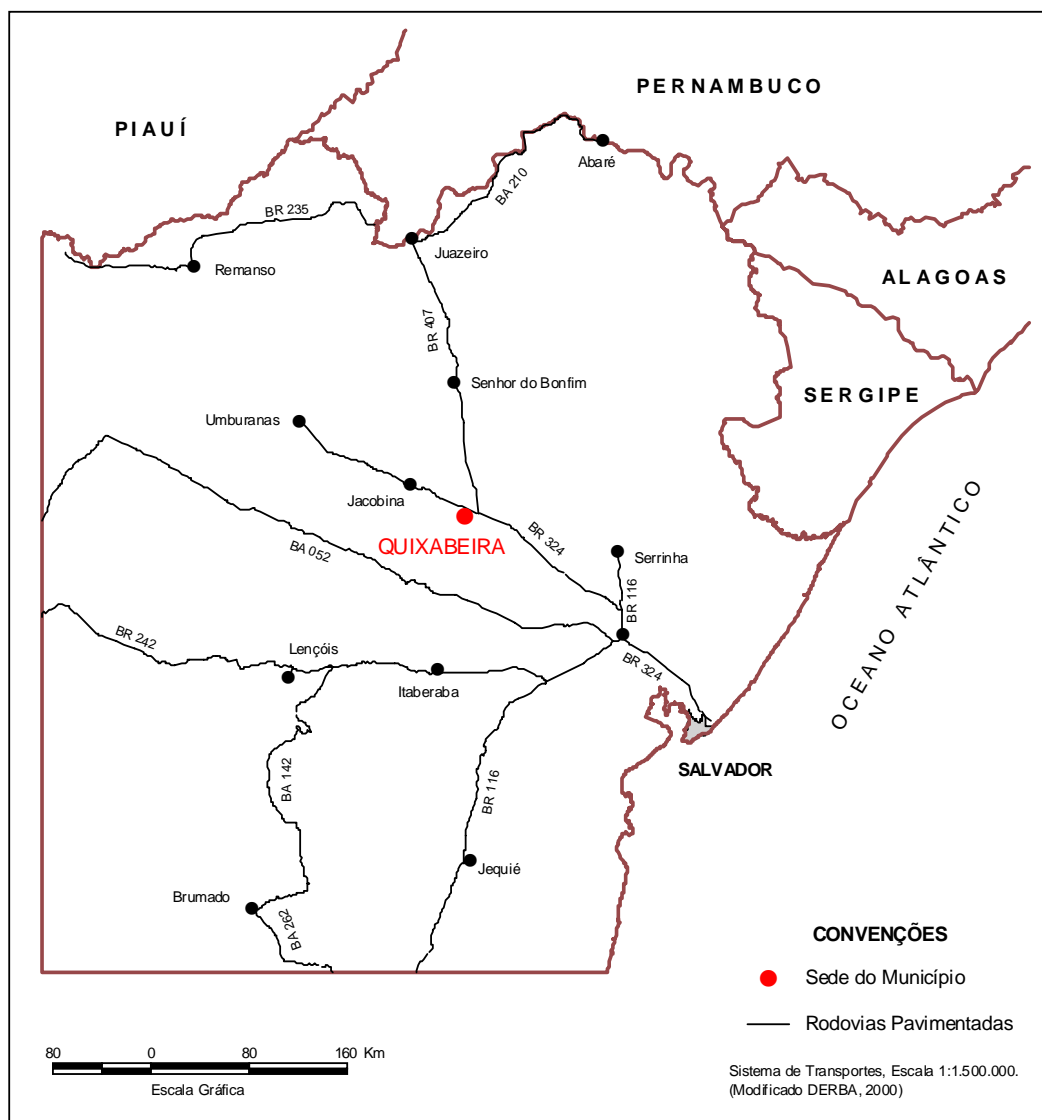 PERNAMBUCO
PIAUÍ
Abaré
BA 210
BR 235
Juazeiro
Remanso
ALAGOAS
BR 407
Senhor do Bonfim
SERGIPE
Umburanas
Jacobina
QUIXABEIRA
BR 324
BA 052
Serrinha
BR 116
OCEANO ATLÂNTICO
BR 242
Lençóis
Itaberaba
BR 324
SALVADOR
BA 142
BR 116
Jequié
Brumado
BA 262
CONVENÇÕES
Sede do Município
Rodovias Pavimentadas
80 0 80 160 Km
Escala Gráfica
Sistema de Transportes, Escala 1:1.500.000.
(Modificado DERBA, 2000)